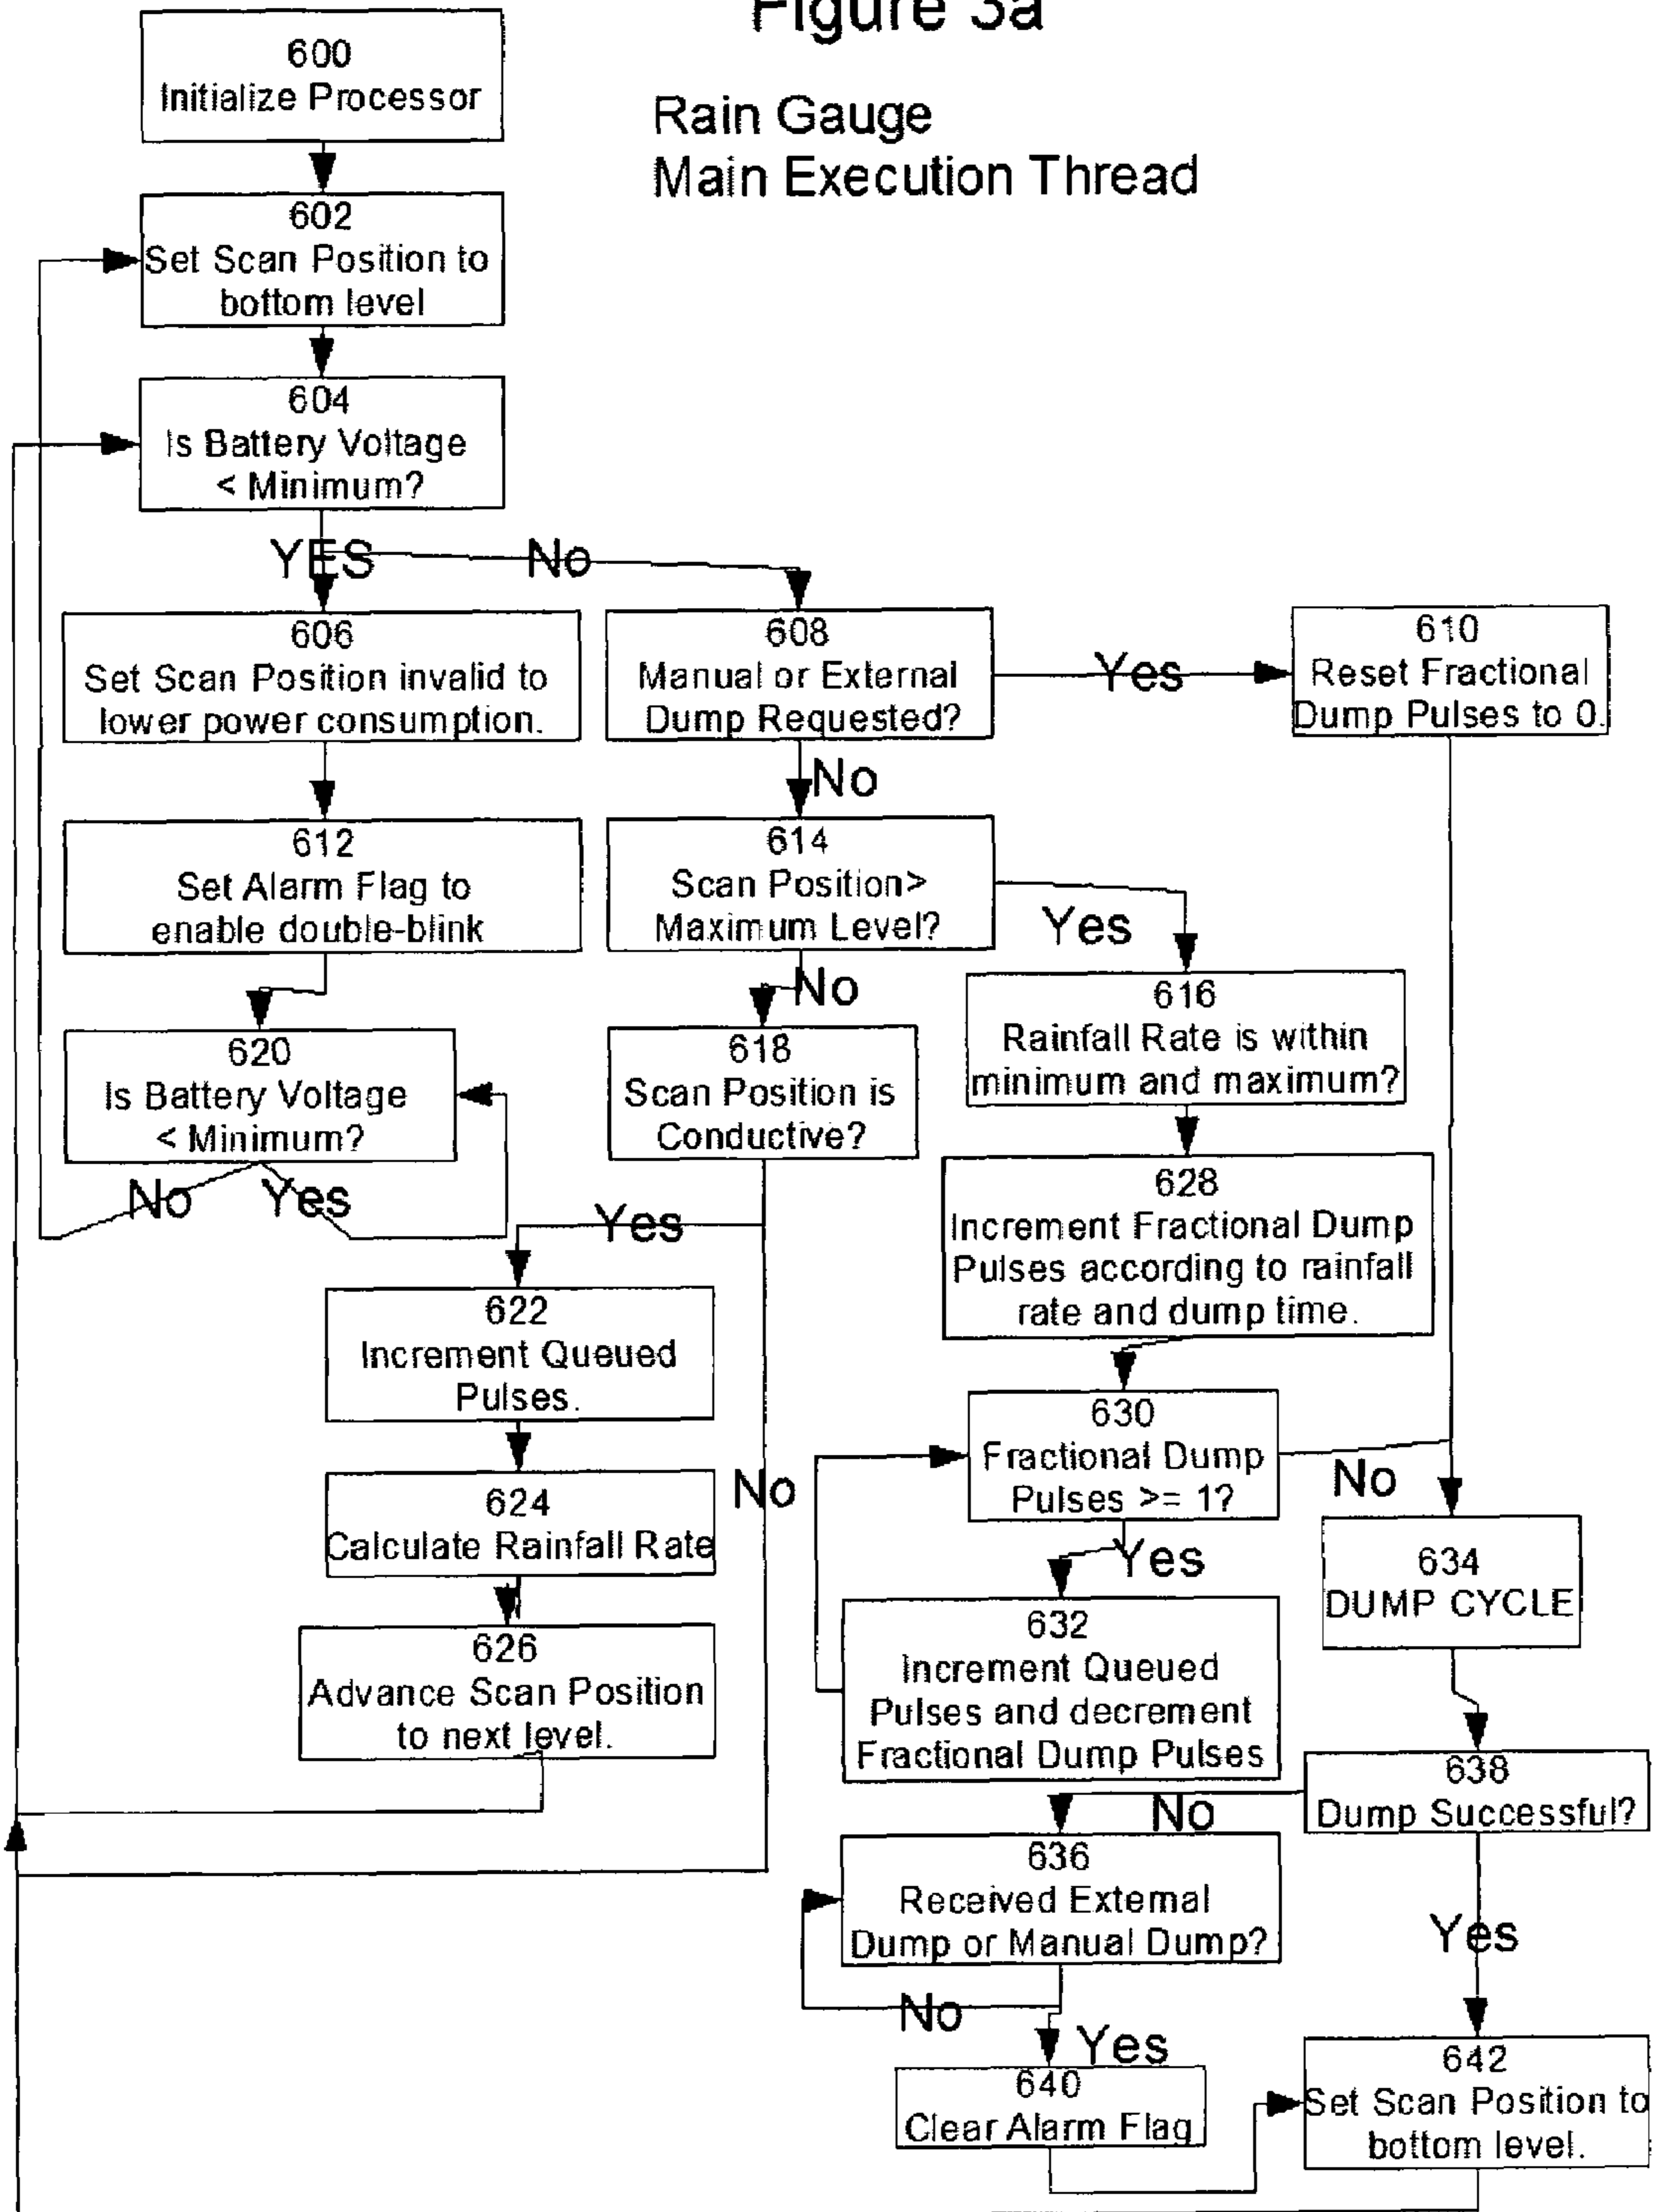 Figure 3a
Rain Gauge
Main Execution Thread
600
Initialize Processor
602
Set Scan Position to
bottom level
604
Is Battery Voltage
< Minimum?
YES
No
606
Set Scan Position invalid to
lower power consumption.
608
Manual or External
Dump Requested?
Yes
610
Reset Fractional
Dump Pulses to 0.
No
612
Set Alarm Flag to
enable double-blink
614
Scan Position>
Maximum Level?
Yes
No
616
Rainfall Rate is within
minimum and maximum?
620
Is Battery Voltage
< Minimum?
No
Yes
618
Scan Position is
Conductive?
Yes
No
628
Increment Fractional Dump
Pulses according to rainfall
rate and dump time.
622
Increment Queued
Pulses.
624
Calculate Rainfall Rate
626
Advance Scan Position
to next level.
630
Fractional Dump
Pulses >= 1?
No
Yes
632
Increment Queued
Pulses and decrement
Fractional Dump Pulses
634
DUMP CYCLE
638
Dump Successful?
No
Yes
636
Received External
Dump or Manual Dump?
No
Yes
640
Clear Alarm Flag
642
Set Scan Position to
bottom level.